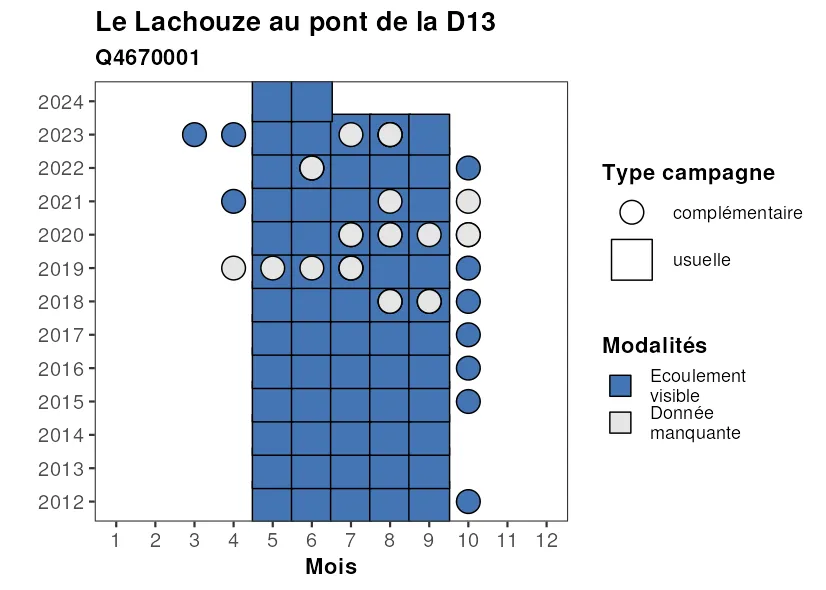 Le Lachouze au pont de la D13
Q4670001
2024
2023
2022
2021
2020
2019
2018
2017
2016
2015
2014
2013
2012
1 2 3 4 5 6 7 8 9 10 11 12
Mois
Type campagne
complémentaire
usuelle
Modalités
Ecoulement
visible
Donnée
manquante